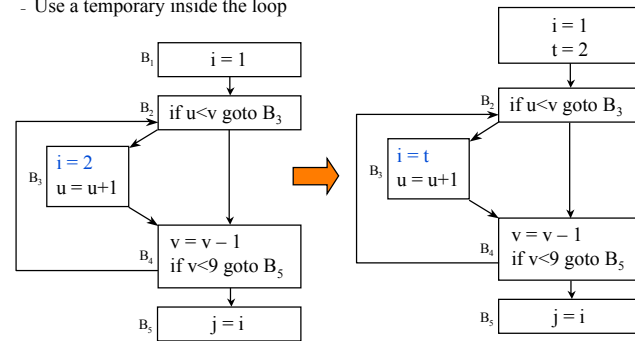 - Use a temporary inside the loop
B₁
i = 1
B₂
if u<v goto B₃
B₃
i = 2
u = u+1
B₄
v = v – 1
if v<9 goto B₅
B₅
j = i
i = 1
t = 2
B₂
if u<v goto B₃
B₃
i = t
u = u+1
B₄
v = v – 1
if v<9 goto B₅
B₅
j = i